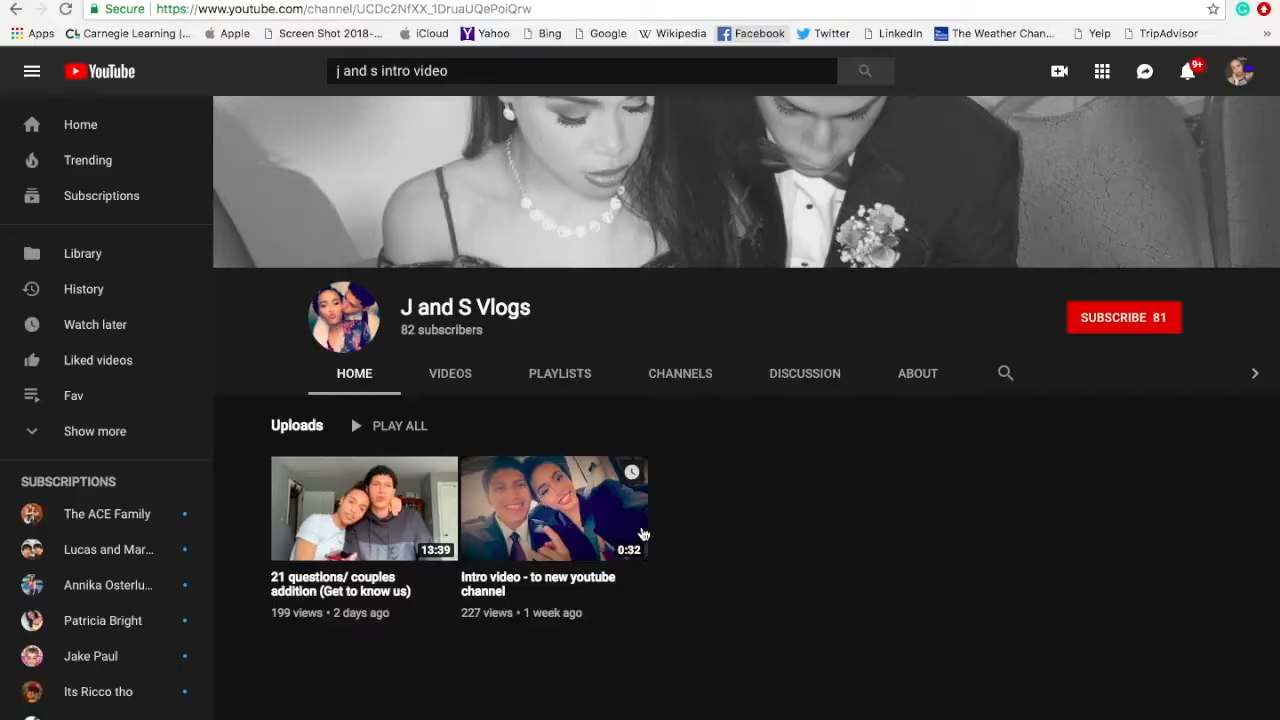 Secure https://www.youtube.com/channel/UCDc2NfXX_1DruaUQePoiQrw
Apps Carnegie Learning |... Apple Screen Shot 2018-... iCloud Yahoo Bing Google Wikipedia Facebook Twitter LinkedIn The Weather Chan... Yelp TripAdvisor »
YouTube j and s intro video 9+
Home
Trending
Subscriptions
Library
History
Watch later
Liked videos
Fav
Show more
SUBSCRIPTIONS
The ACE Family
Lucas and Mar...
Annika Osterlu...
Patricia Bright
Jake Paul
Its Ricco tho
J and S Vlogs
82 subscribers
SUBSCRIBE 81
HOME VIDEOS PLAYLISTS CHANNELS DISCUSSION ABOUT
Uploads PLAY ALL
13:39
21 questions/ couples
addition (Get to know us)
199 views • 2 days ago
0:32
Intro video - to new youtube
channel
227 views • 1 week ago